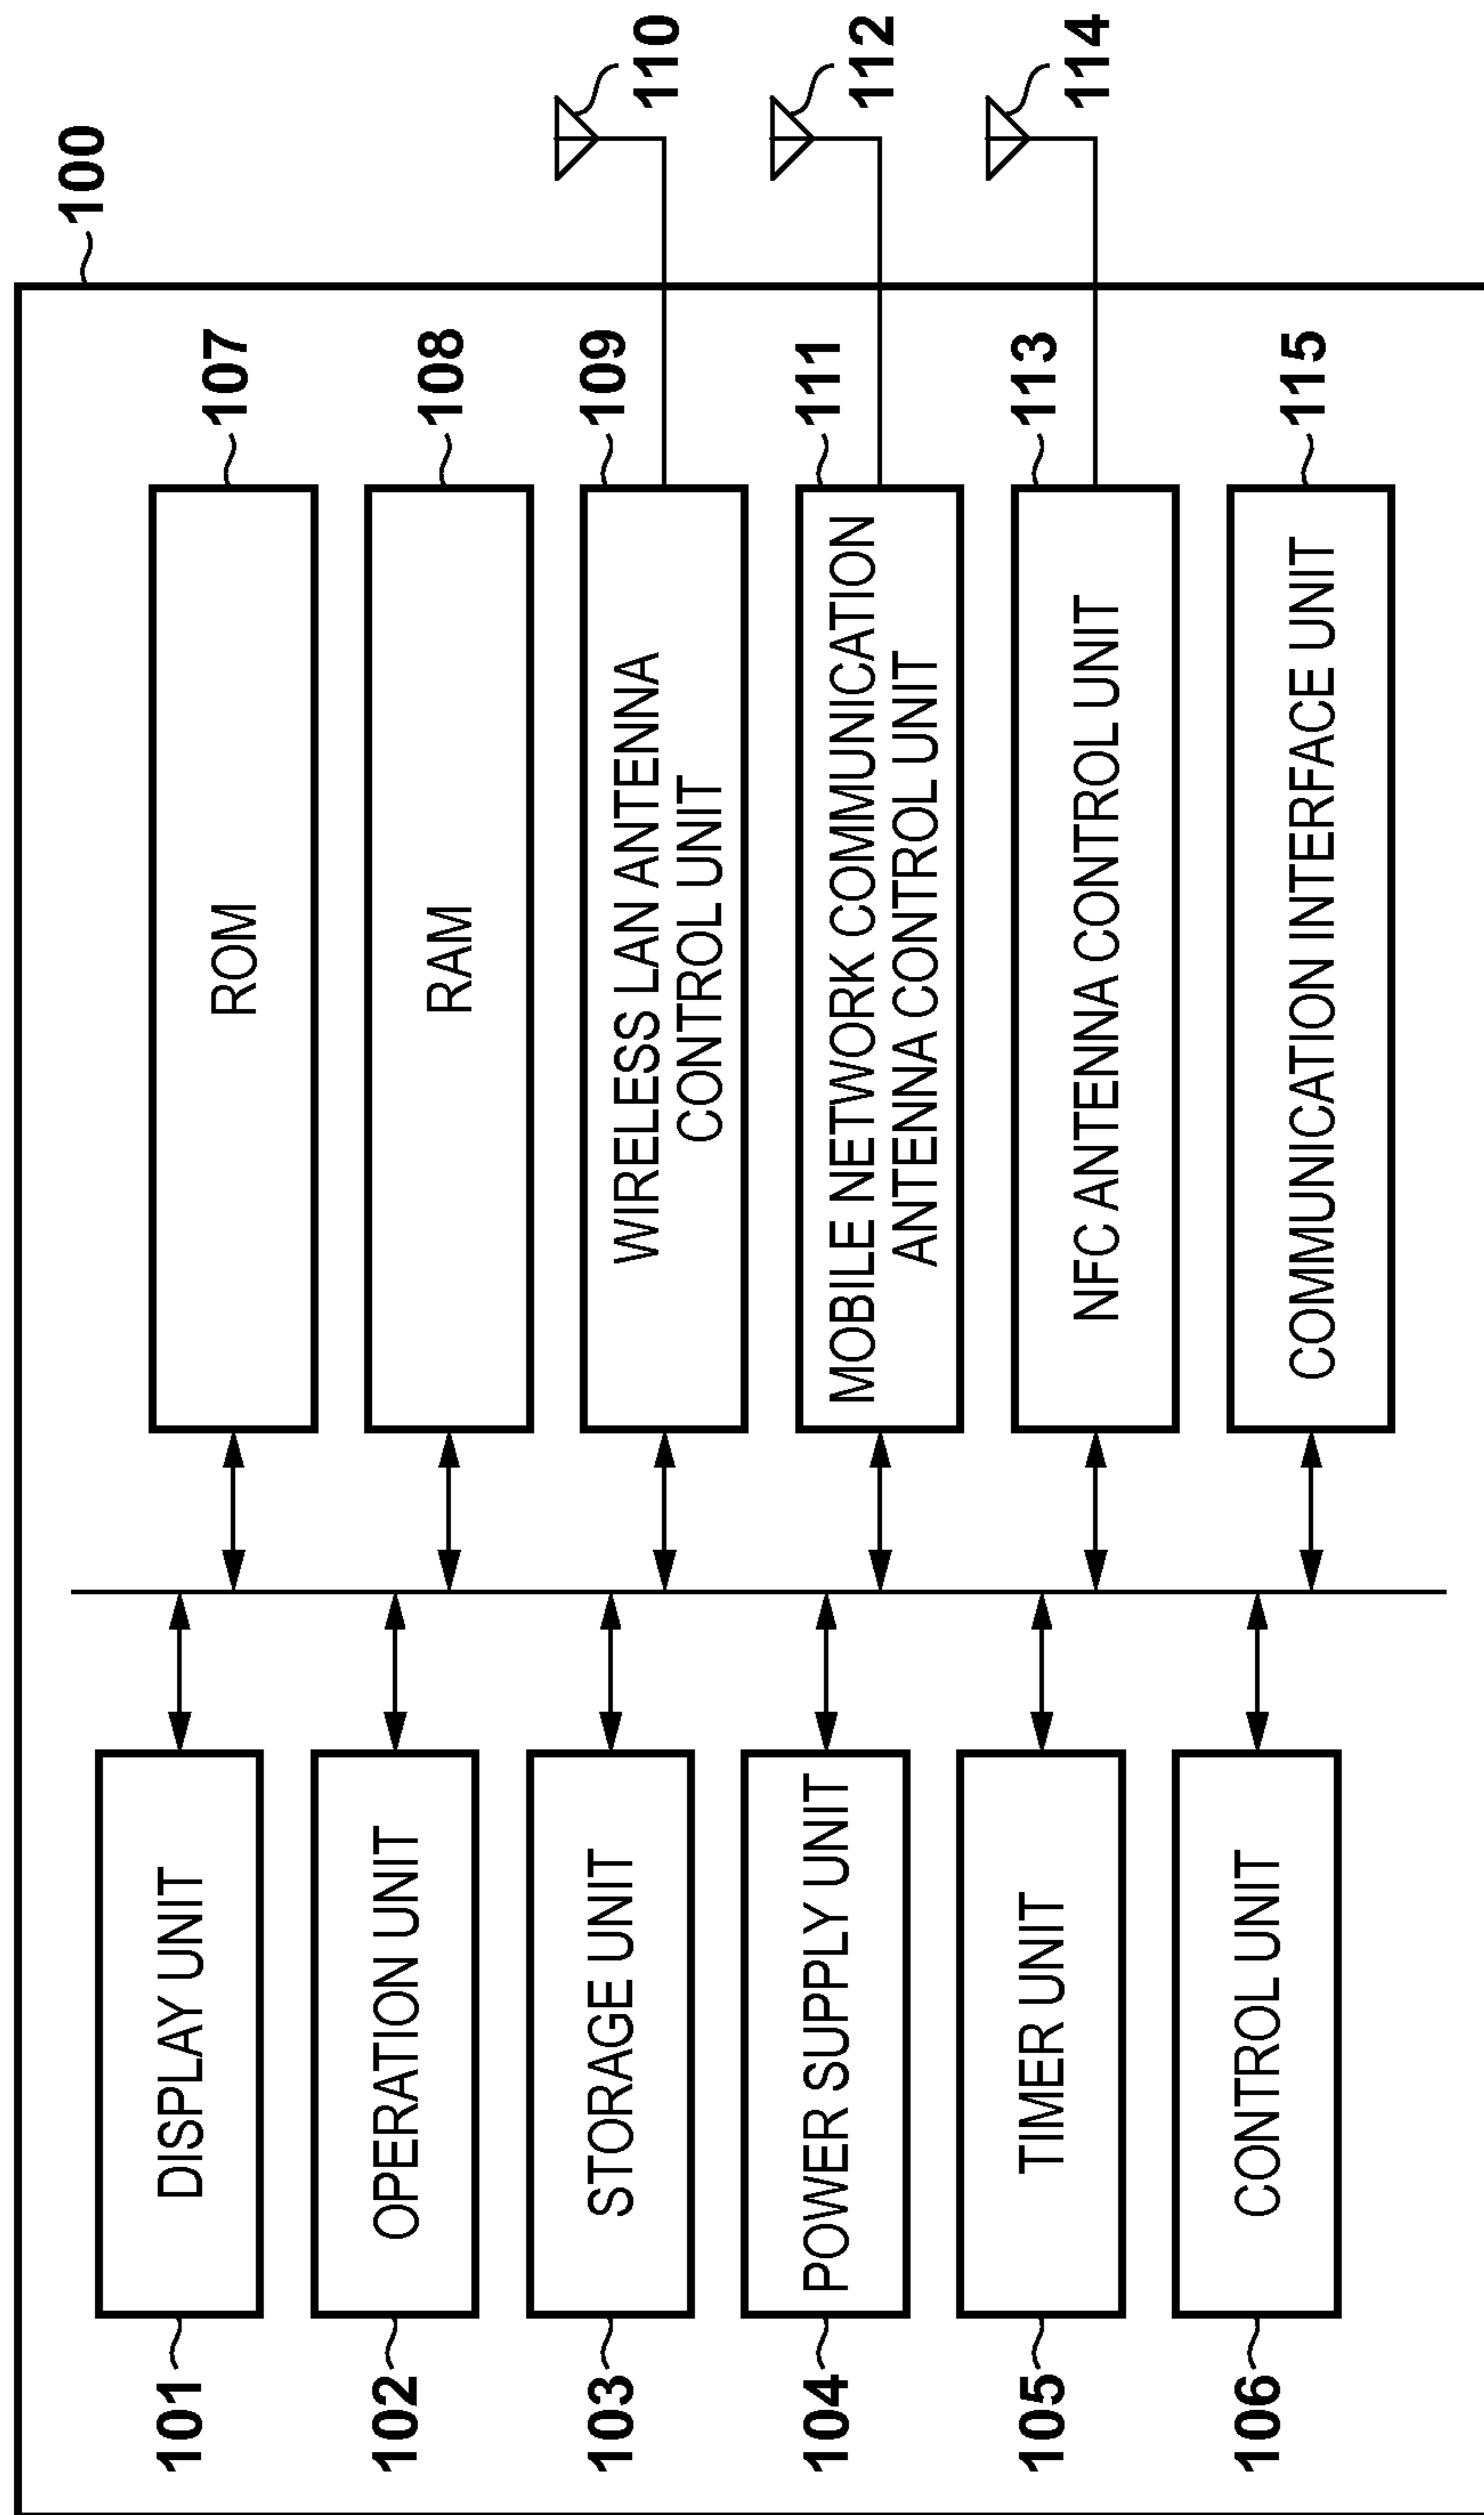 100
101
DISPLAY UNIT
102
OPERATION UNIT
103
STORAGE UNIT
104
POWER SUPPLY UNIT
105
TIMER UNIT
106
CONTROL UNIT
ROM
107
RAM
108
WIRELESS LAN ANTENNA
CONTROL UNIT
109
110
MOBILE NETWORK COMMUNICATION
ANTENNA CONTROL UNIT
111
112
NFC ANTENNA CONTROL UNIT
113
114
COMMUNICATION INTERFACE UNIT
115